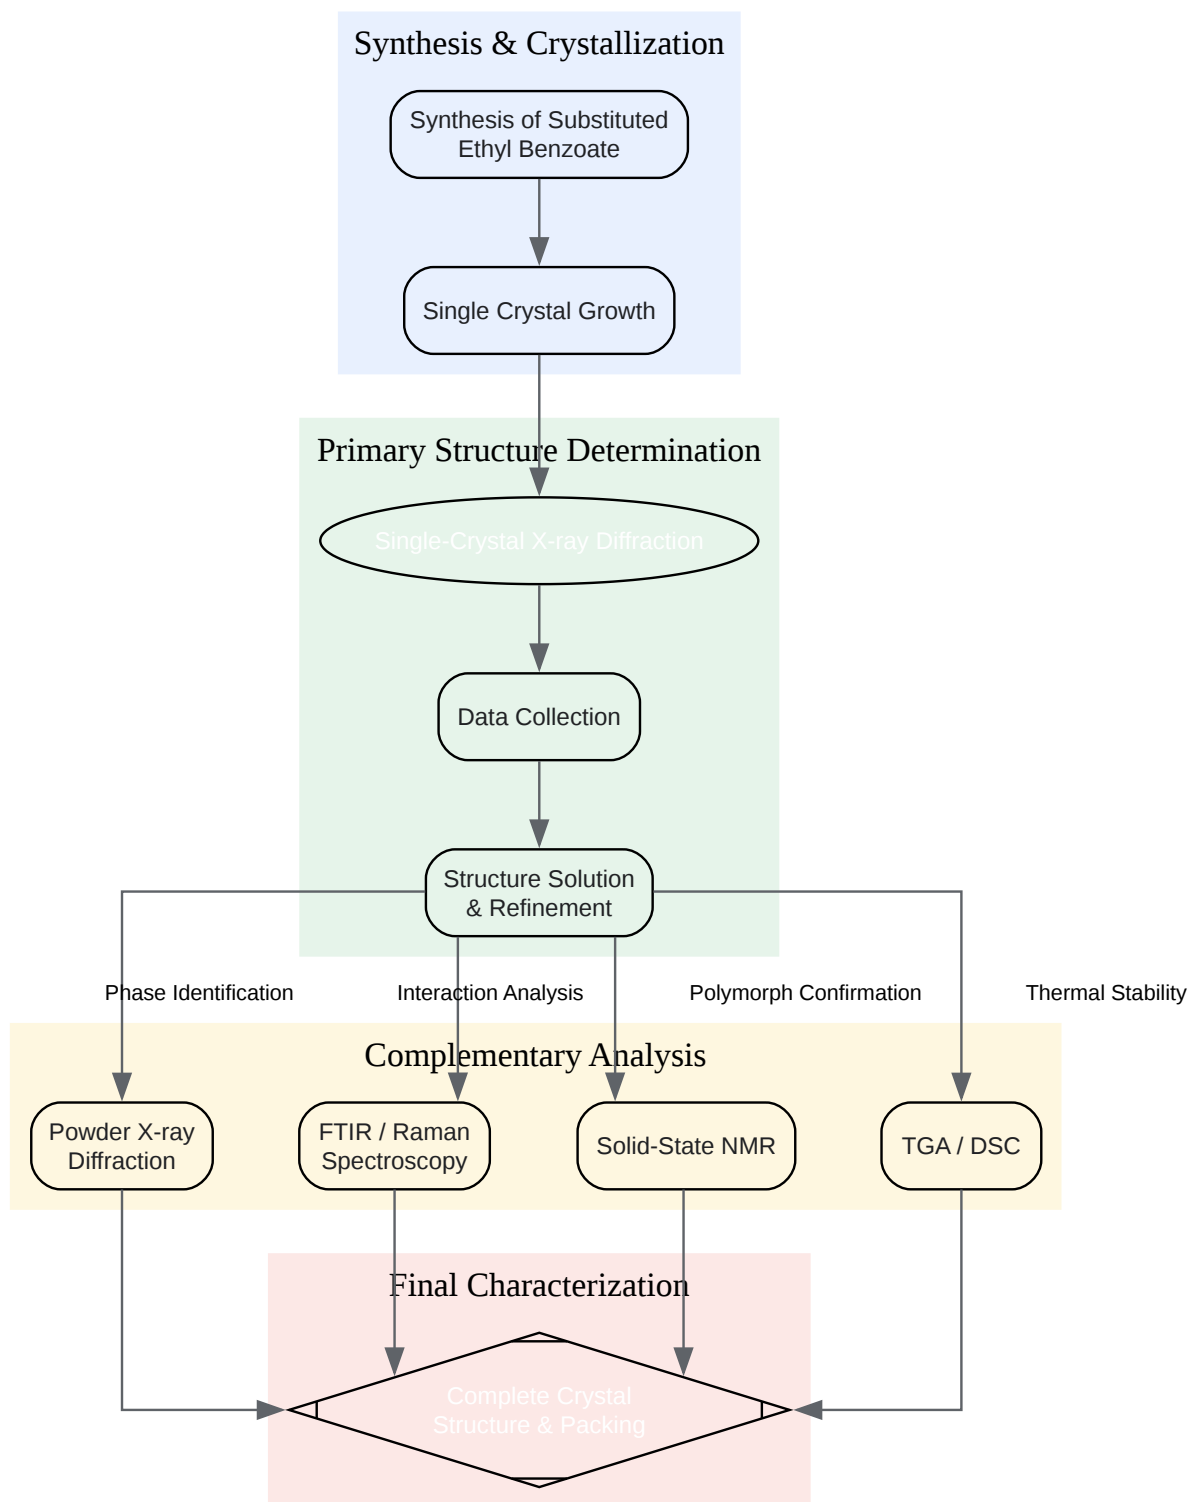 Synthesis & Crystallization
Synthesis of Substituted
Ethyl Benzoate
Single Crystal Growth
Primary Structure Determination
Single-Crystal X-ray Diffraction
Data Collection
Structure Solution
& Refinement
Phase Identification
Interaction Analysis
Polymorph Confirmation
Thermal Stability
Complementary Analysis
Powder X-ray
Diffraction
FTIR / Raman
Spectroscopy
Solid-State NMR
TGA / DSC
Final Characterization
Complete Crystal
Structure & Packing